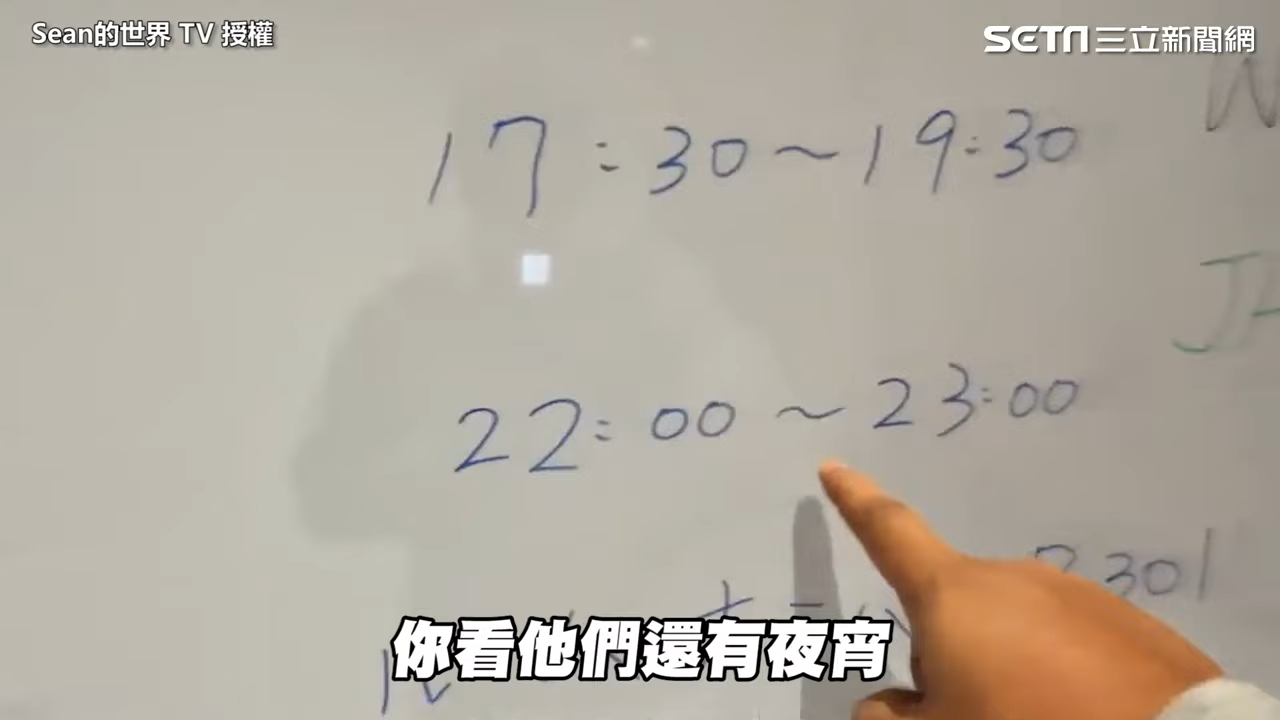 Sean的世界 TV 授權
SETN三立新聞網
17:30~19:30
22:00~23:00
2301
你看他們還有夜宵